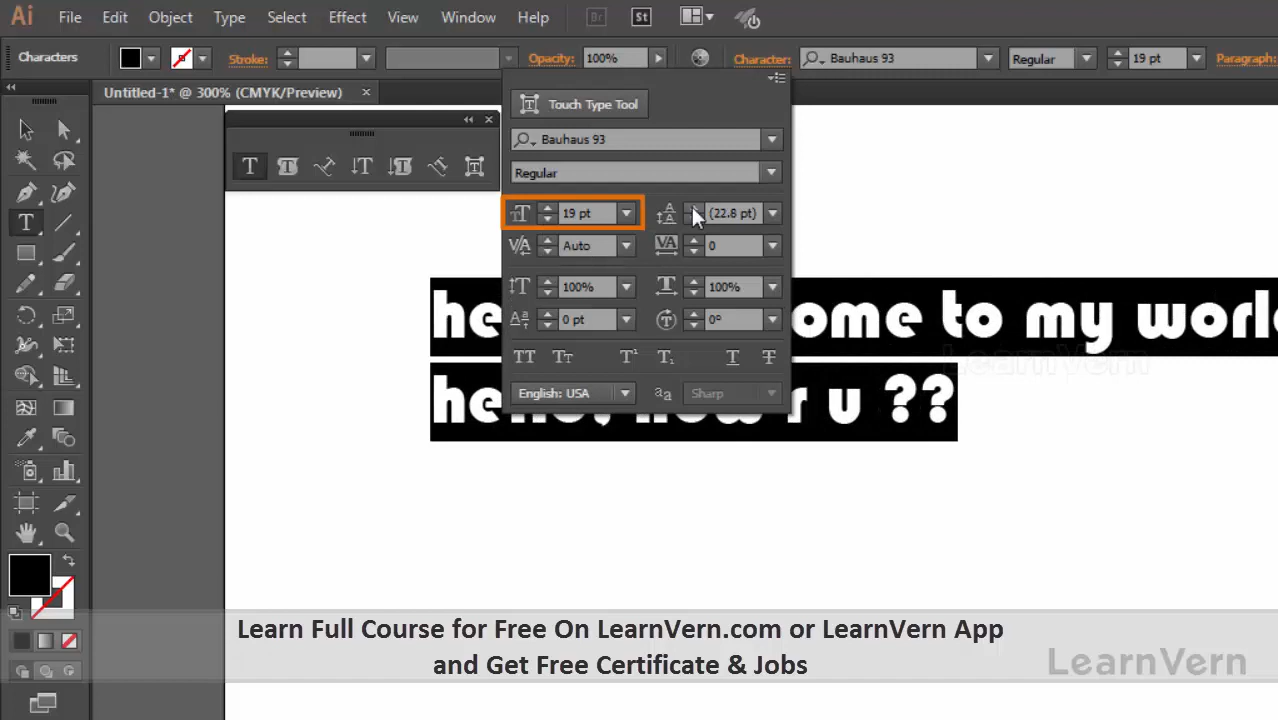 Ai File Edit Object Type Select Effect View Window Help Br St
Characters Stroke: Opacity: 100% Character: Bauhaus 93 Regular 19 pt Paragraph:
Untitled-1* @ 300% (CMYK/Preview) ×
Touch Type Tool
Bauhaus 93
Regular
19 pt (22.8 pt)
Auto 0
100% 100%
0 pt 0°
English: USA Sharp
ome to my
r u ??
LearnVern
Learn Full Course for Free On LearnVern.com or LearnVern App
and Get Free Certificate & Jobs
LearnVern